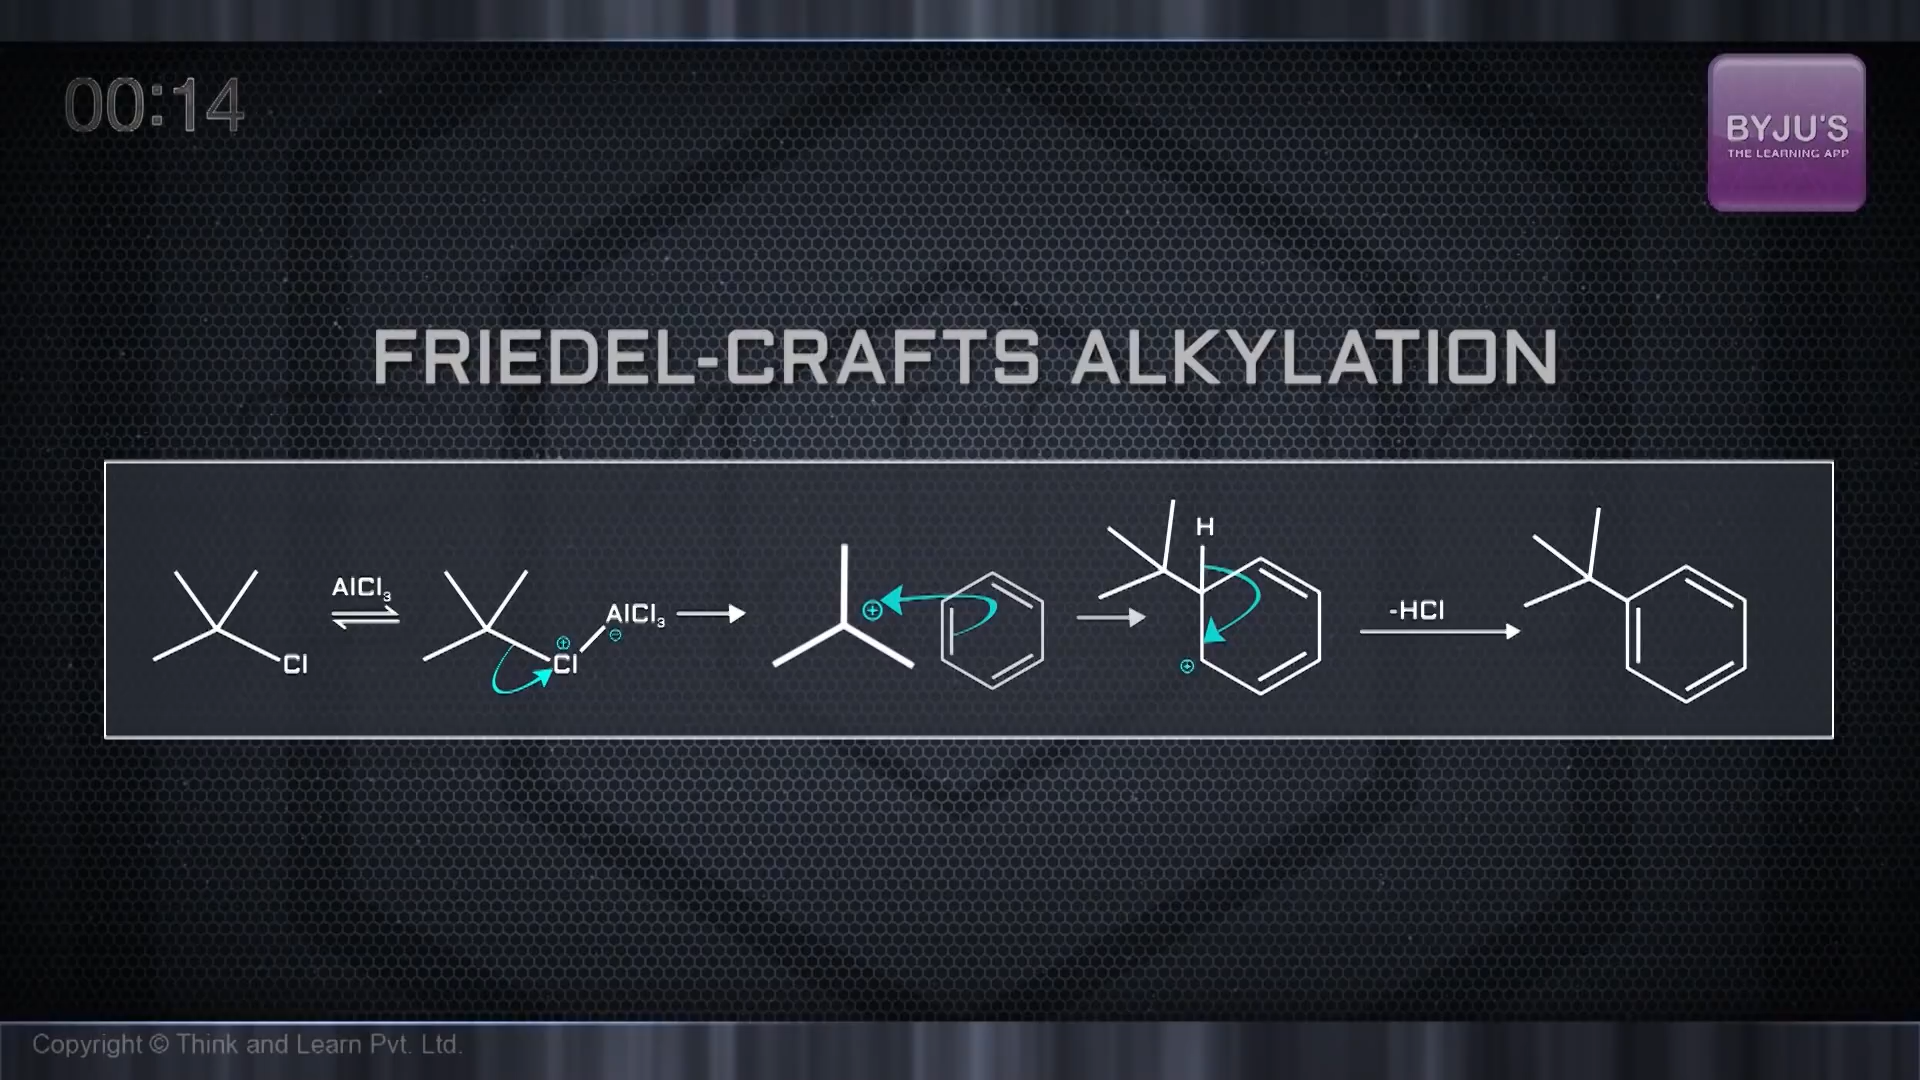 00:14
BYJU'S
THE LEARNING APP
FRIEDEL-CRAFTS ALKYLATION
H
AlCl₃
AlCl₃
-HCl
⊕
⊖
⊕
Cl
Cl
⊕
Copyright © Think and Learn Pvt. Ltd.